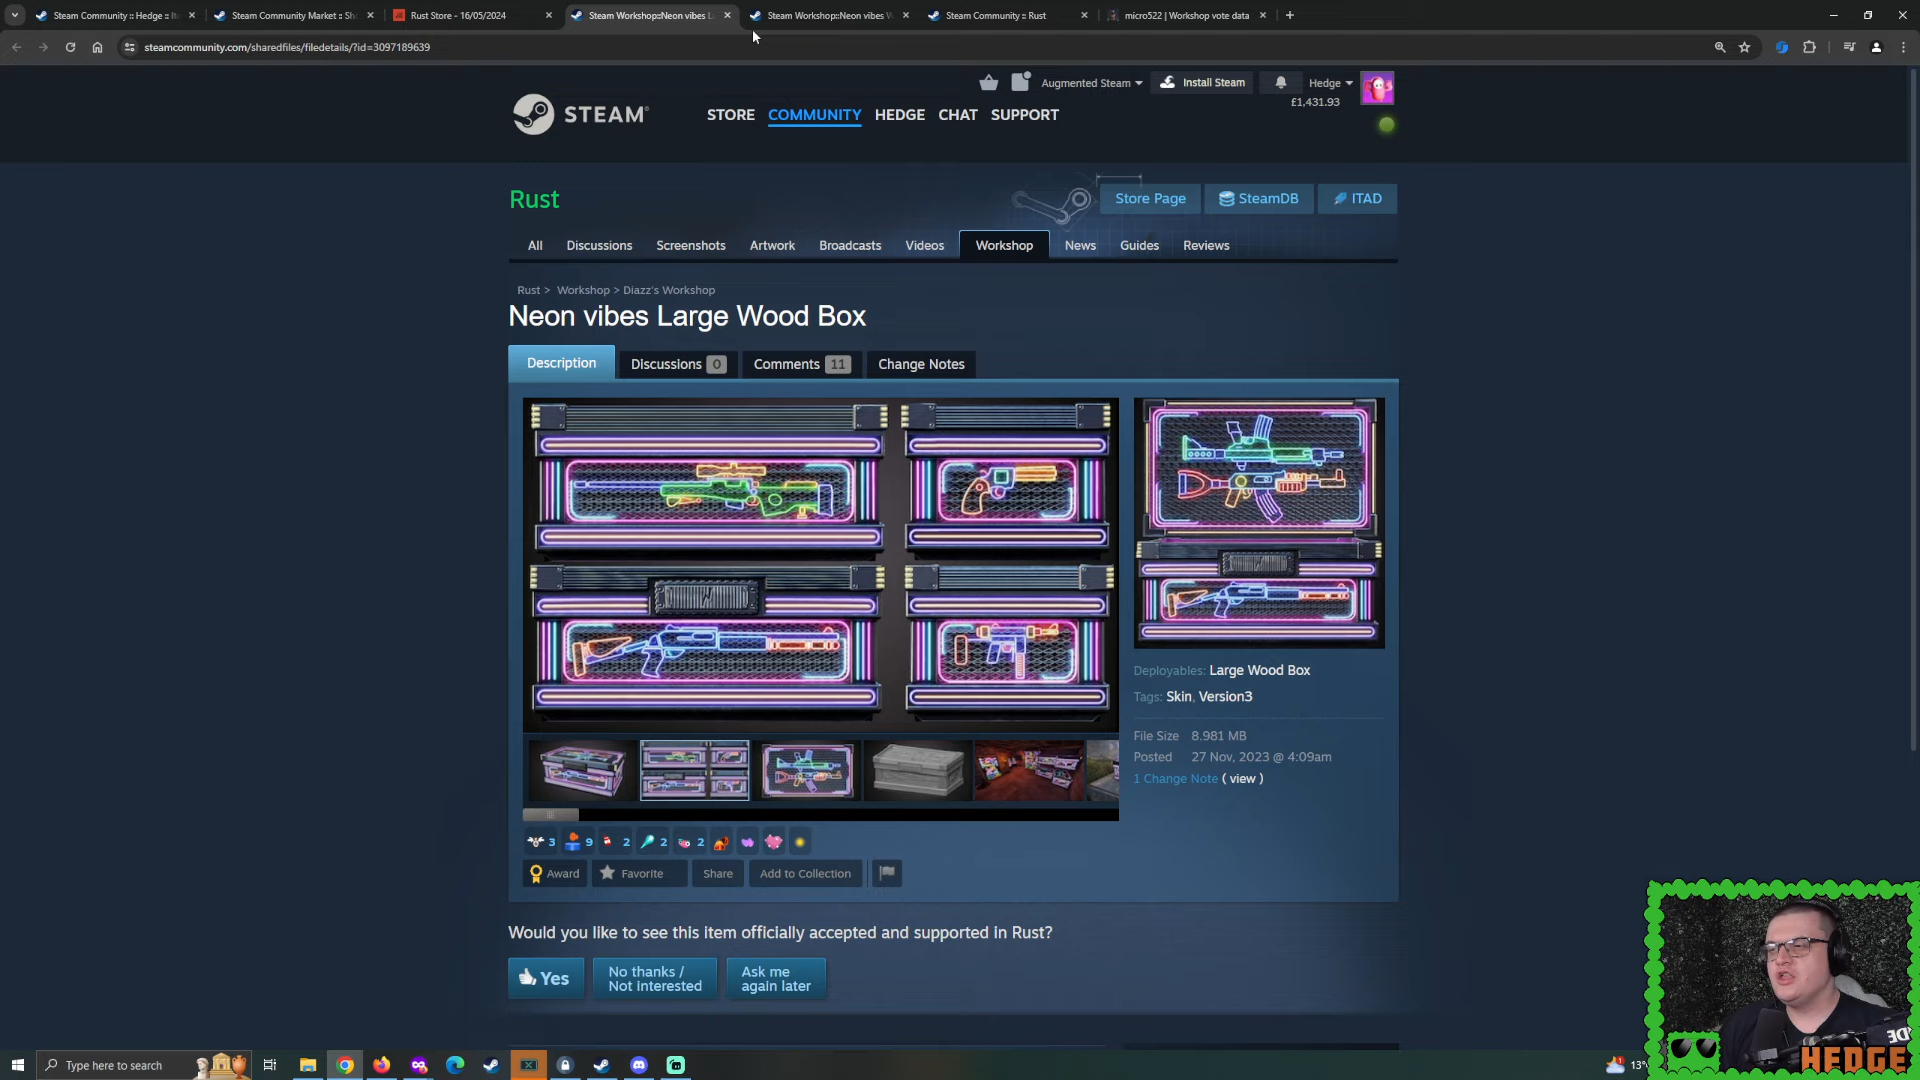 Steam Community :: Hedge :: It
Steam Community Market :: Sho
Rust Store - 16/05/2024
Steam Workshop::Neon vibes L
Steam Workshop::Neon vibes W
Steam Community :: Rust
micro522 | Workshop vote data
steamcommunity.com/sharedfiles/filedetails/?id=3097189639
Augmented Steam
Install Steam
Hedge
£1,431.93
STEAM
STORE
COMMUNITY
HEDGE
CHAT
SUPPORT
Rust
Store Page
SteamDB
ITAD
All
Discussions
Screenshots
Artwork
Broadcasts
Videos
Workshop
News
Guides
Reviews
Rust > Workshop > Diazz's Workshop
Neon vibes Large Wood Box
Description
Discussions 0
Comments 11
Change Notes
Deployables: Large Wood Box
Tags: Skin, Version3
File Size 8.981 MB
Posted 27 Nov, 2023 @ 4:09am
1 Change Note ( view )
3 9 2 2 2
Award
Favorite
Share
Add to Collection
Would you like to see this item officially accepted and supported in Rust?
Yes
No thanks /
Not interested
Ask me
again later
Type here to search
13°
HEDGE